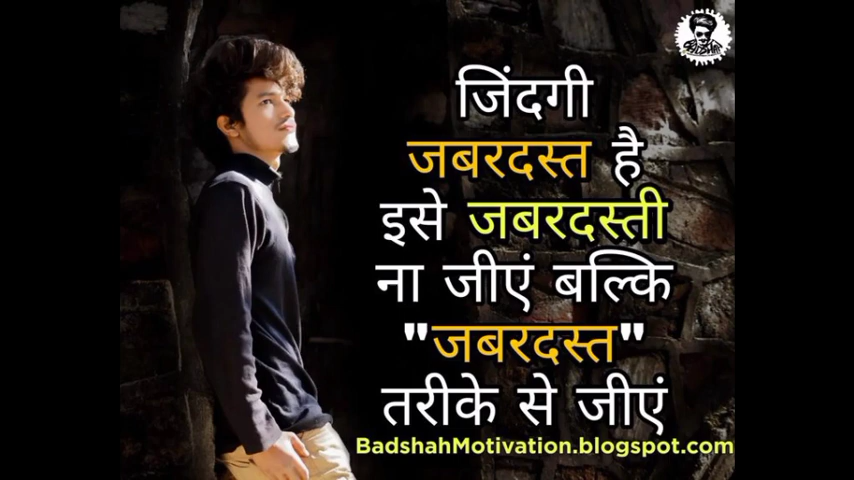 जिंदगी
जबरदस्त है
इसे जबरदस्ती
ना जीएं बल्कि
"जबरदस्त"
तरीके से जीएं
BadshahMotivation.blogspot.com